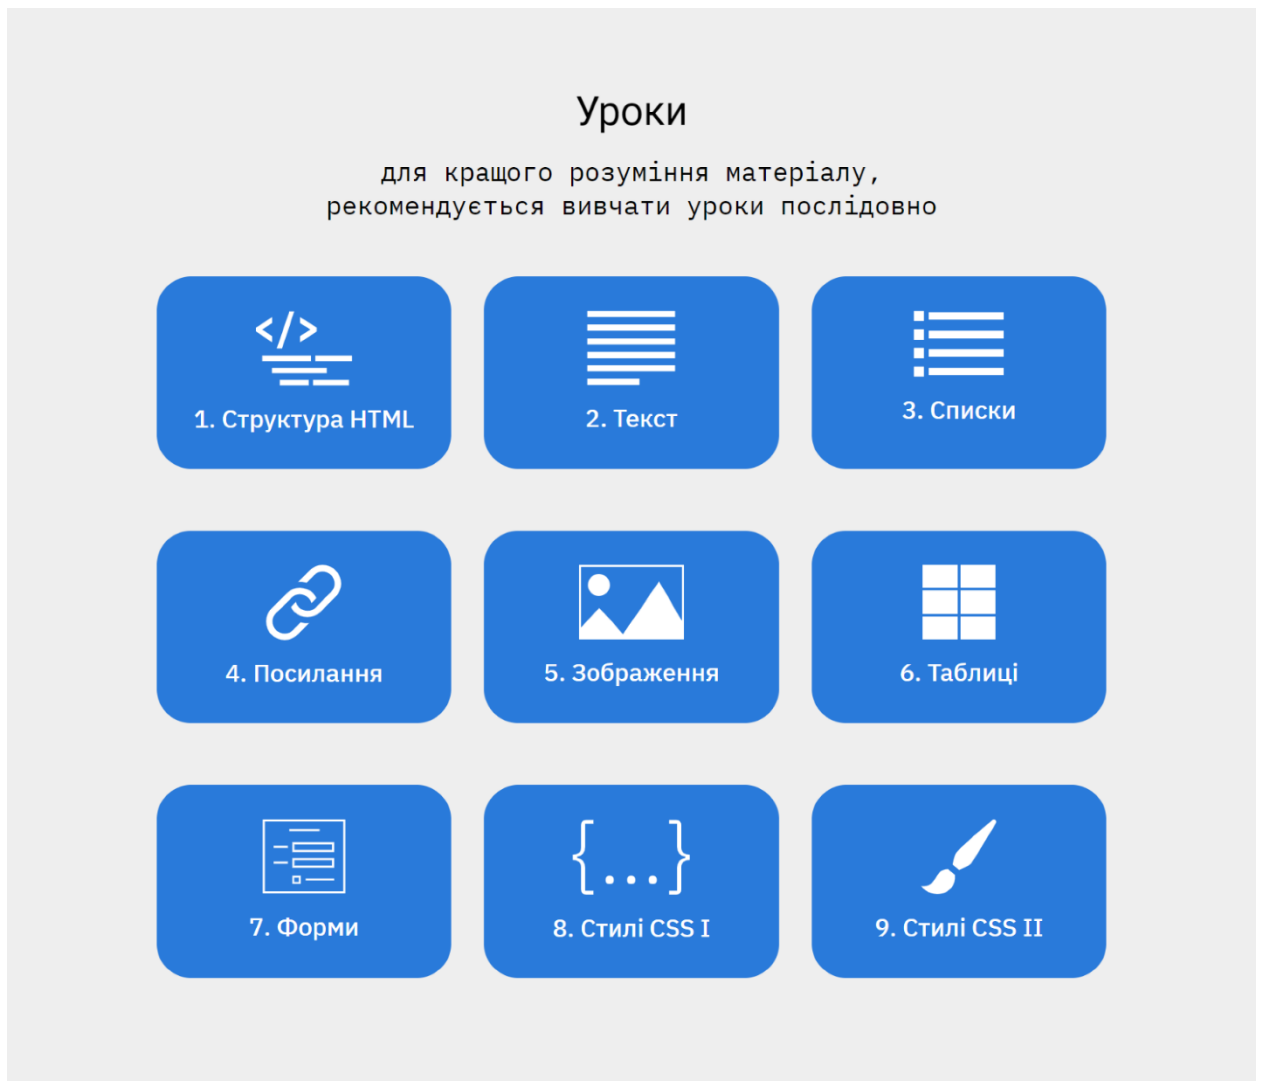 Уроки
для кращого розуміння матеріалу,
рекомендується вивчати уроки послідовно
</>
1. Структура HTML
2. Текст
3. Списки
4. Посилання
5. Зображення
6. Таблиці
7. Форми
{...}
8. Стилі CSS I
9. Стилі CSS II